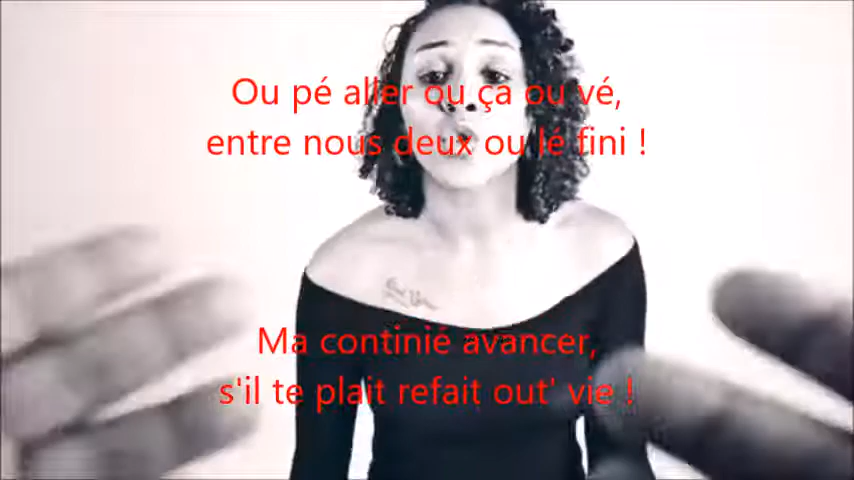 Ou pé aller ou ça ou vé,
entre nous deux ou lé fini !
Ma continié avancer,
s'il te plait refait out' vie !